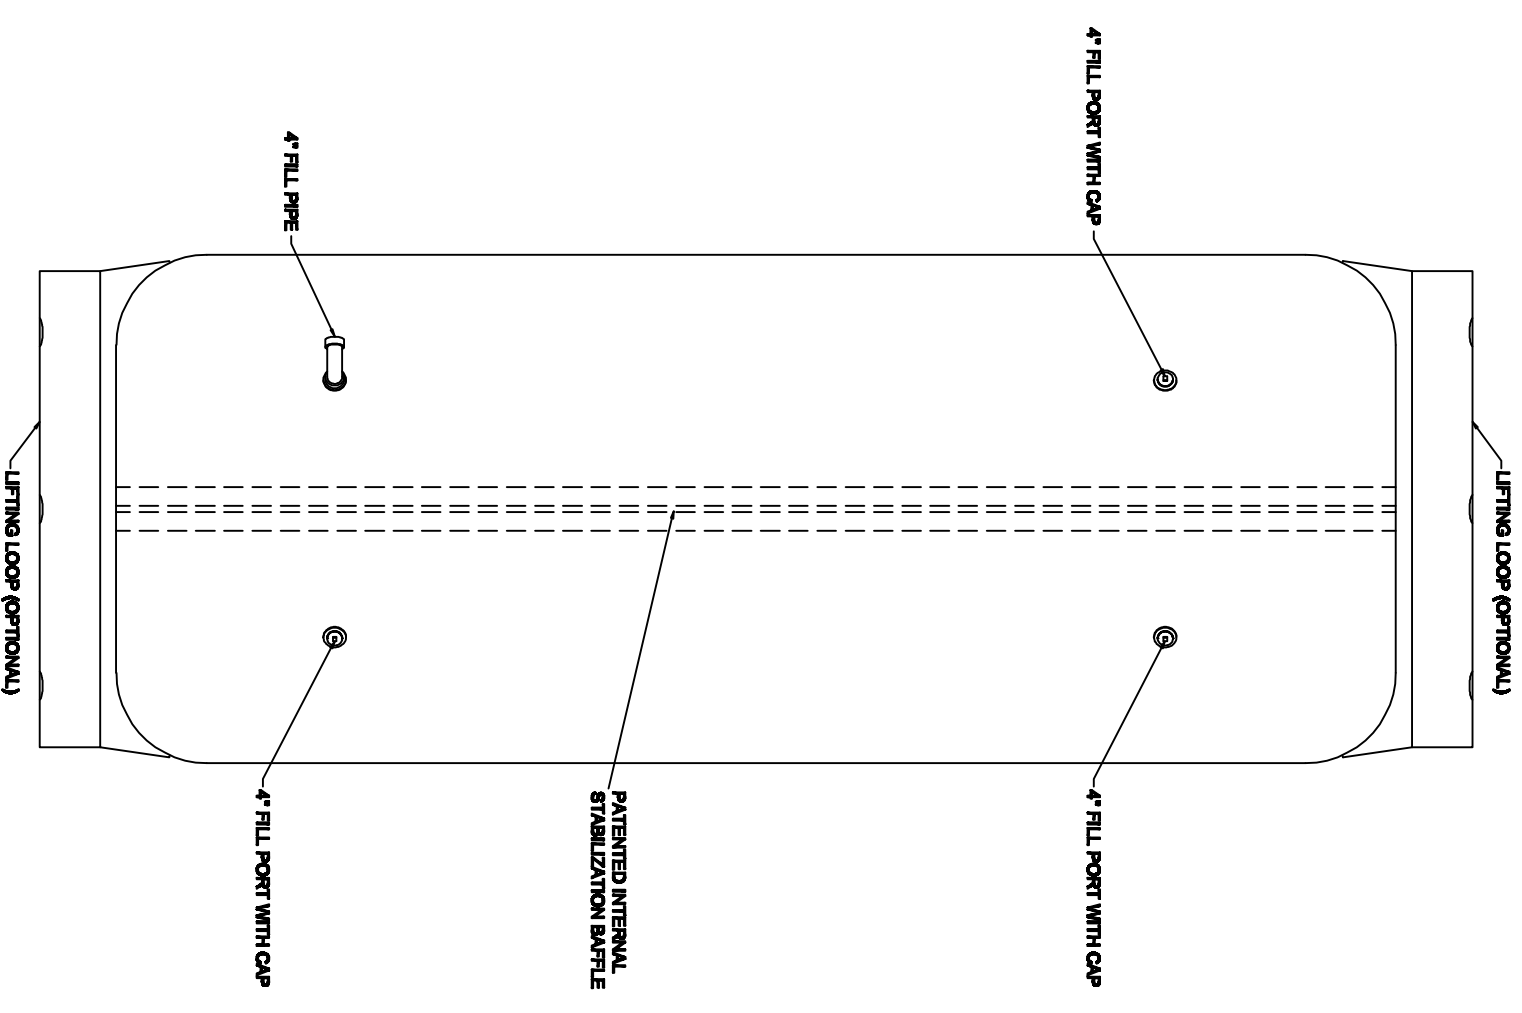 LIFTING LOOP (OPTIONAL)
4" FILL PORT WITH CAP
4" FILL PORT WITH CAP
PATENTED INTERNAL
STABILIZATION BAFFLE
4" FILL PIPE
4" FILL PORT WITH CAP
LIFTING LOOP (OPTIONAL)